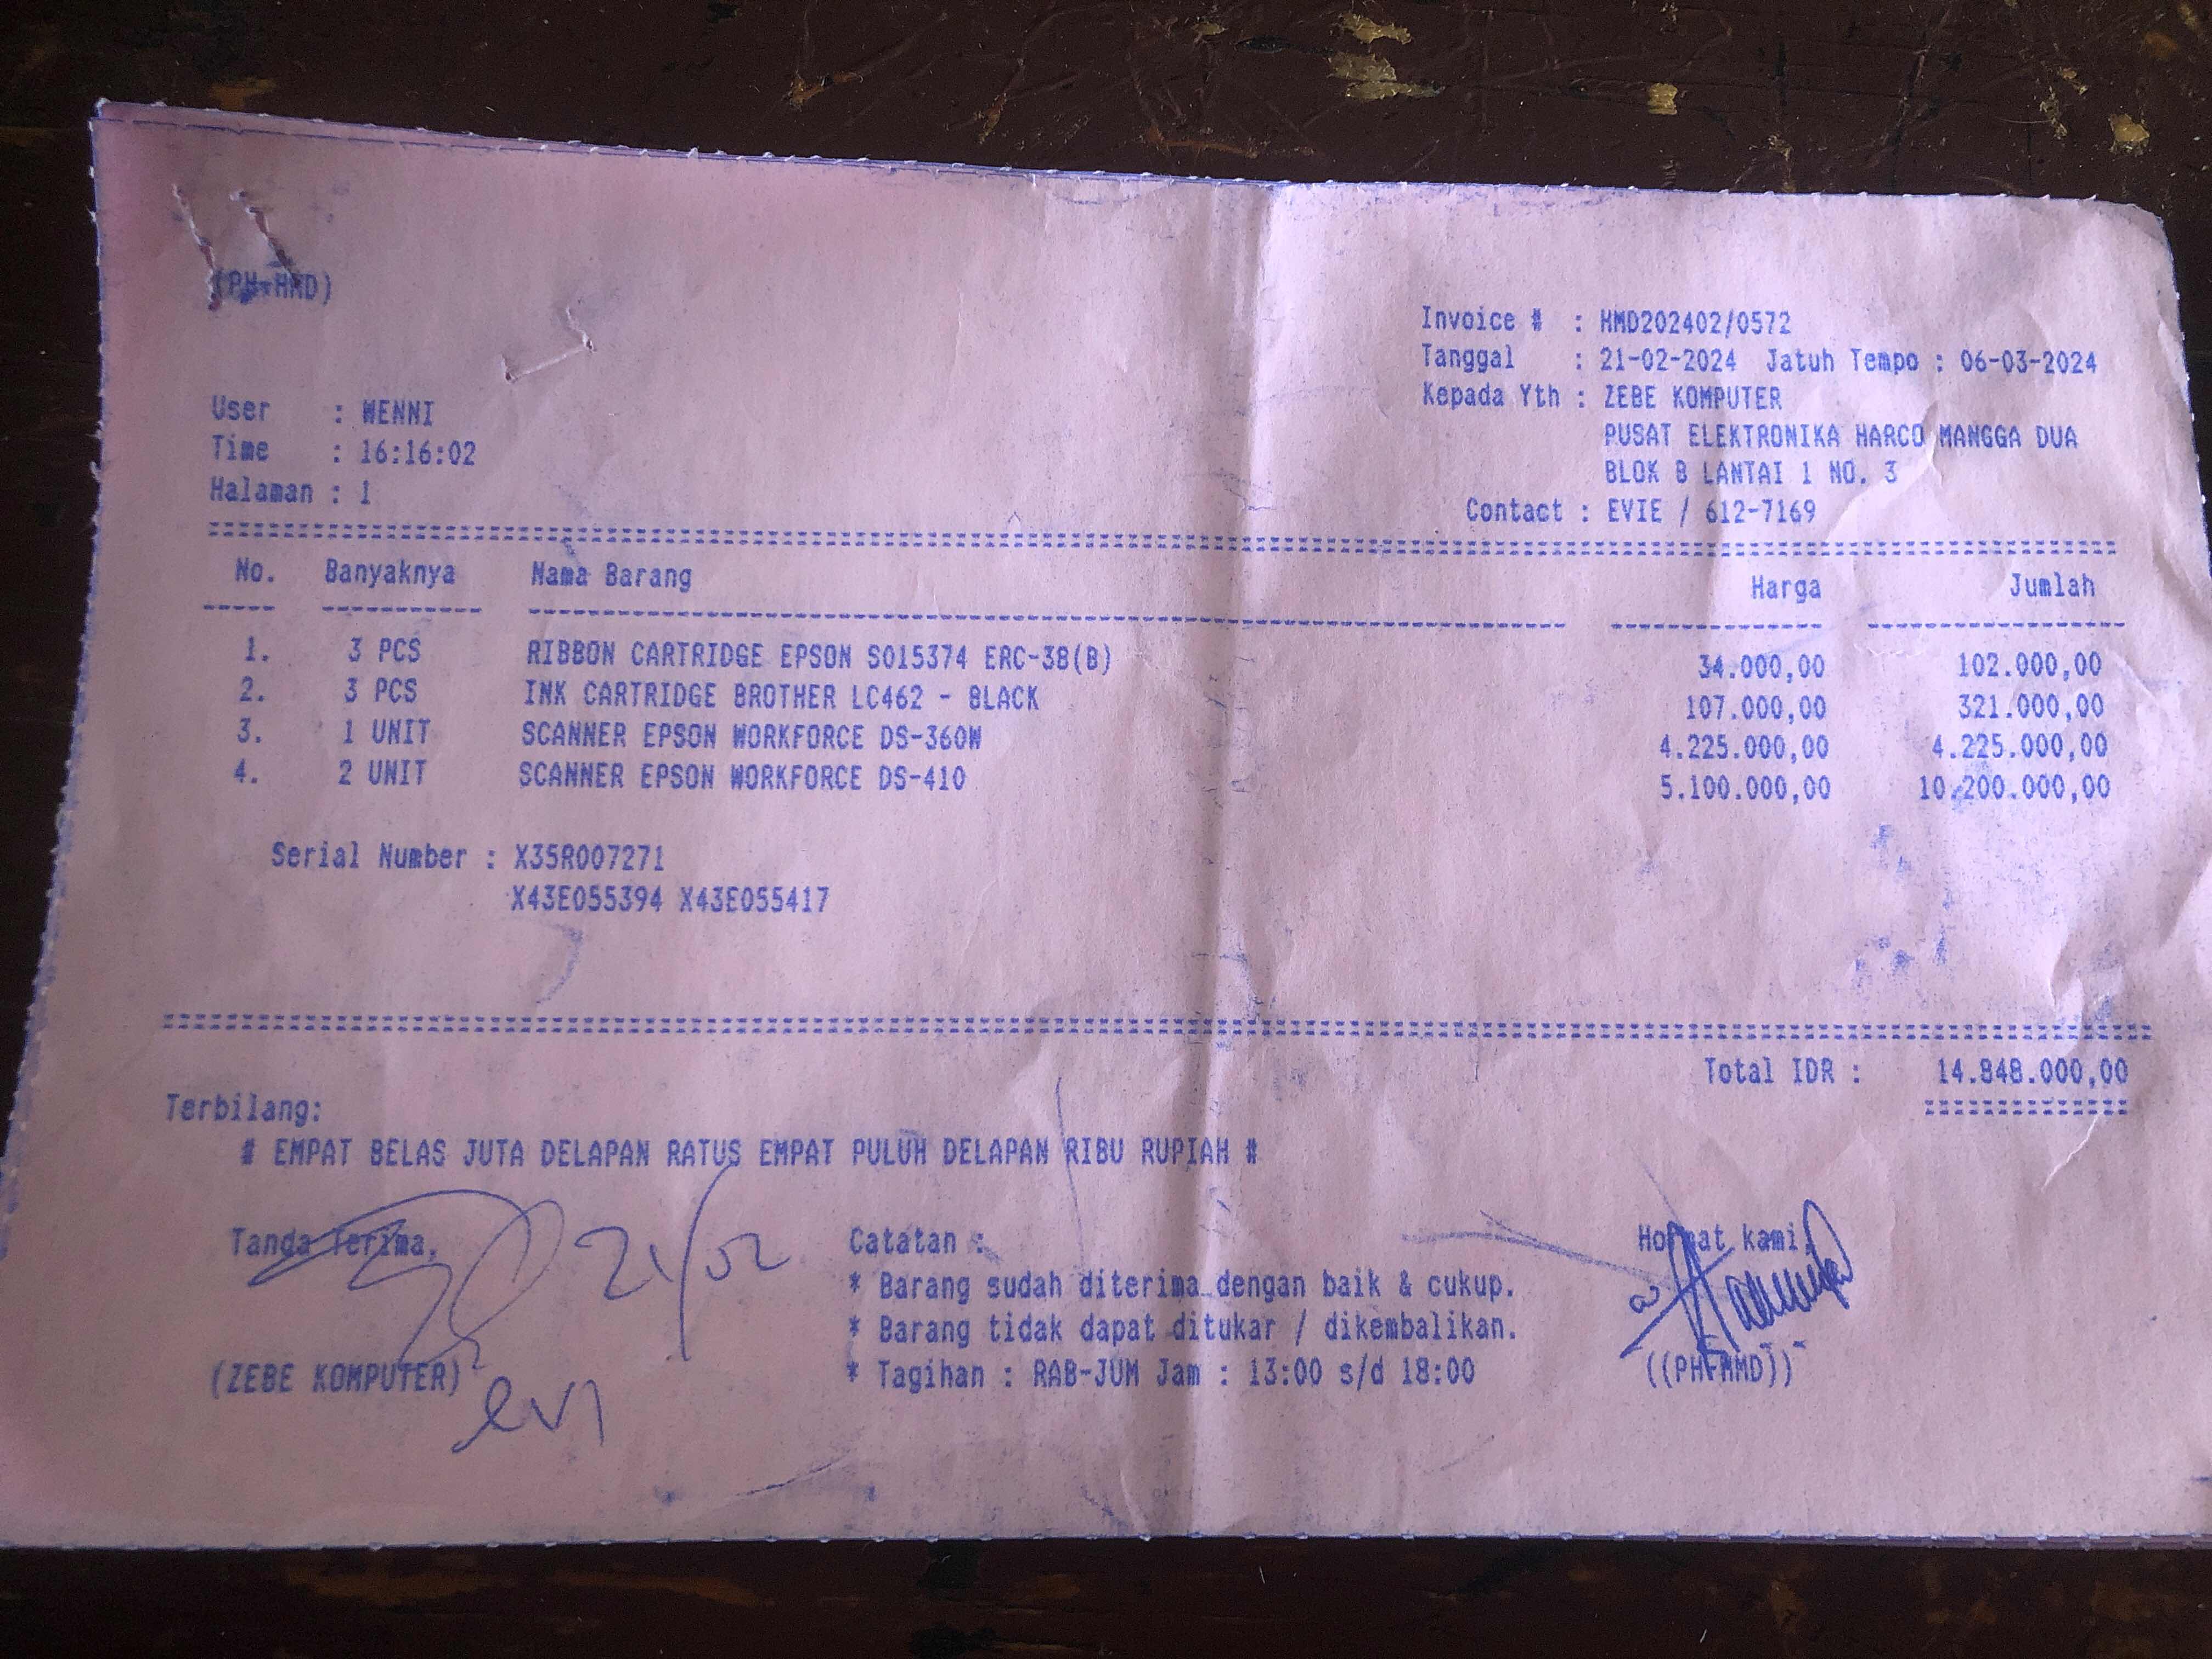 (PH-HMD)
Invoice # : HMD202402/0572
Tanggal : 21-02-2024 Jatuh Tempo : 06-03-2024
Kepada Yth : ZEBE KOMPUTER
PUSAT ELEKTRONIKA HARCO MANGGA DUA
BLOK B LANTAI 1 NO. 3
Contact : EVIE / 612-7169
User : WENNI
Time : 16:16:02
Halaman : 1
No. Banyaknya Nama Barang Harga Jumlah
1. 3 PCS RIBBON CARTRIDGE EPSON S015374 ERC-38(B) 34.000,00 102.000,00
2. 3 PCS INK CARTRIDGE BROTHER LC462 - BLACK 107.000,00 321.000,00
3. 1 UNIT SCANNER EPSON WORKFORCE DS-360W 4.225.000,00 4.225.000,00
4. 2 UNIT SCANNER EPSON WORKFORCE DS-410 5.100.000,00 10.200.000,00
Serial Number : X35R007271
X43E055394 X43E055417
Total IDR : 14.848.000,00
Terbilang:
# EMPAT BELAS JUTA DELAPAN RATUS EMPAT PULUH DELAPAN RIBU RUPIAH #
Tanda Terima, 21/02 Catatan : Hormat kami,
* Barang sudah diterima dengan baik & cukup.
* Barang tidak dapat ditukar / dikembalikan.
(ZEBE KOMPUTER) * Tagihan : RAB-JUM Jam : 13:00 s/d 18:00 ((PH-HMD))
evi